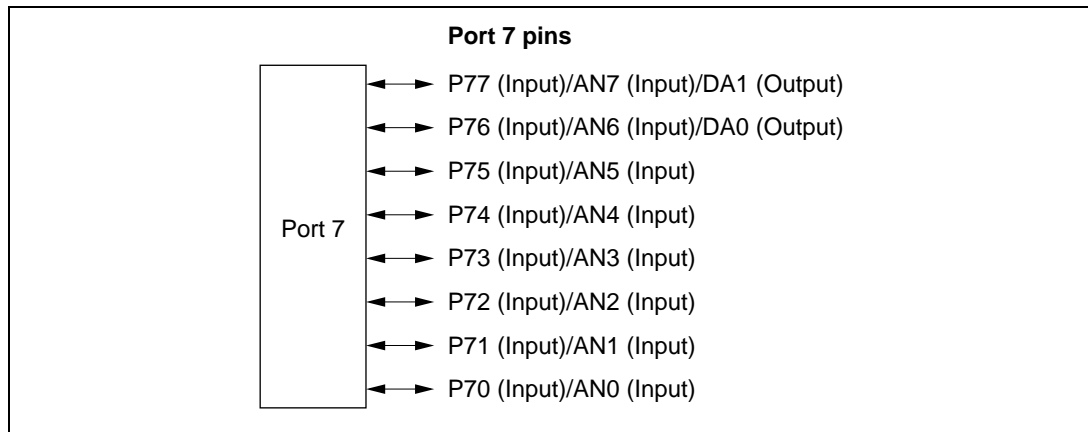 Port 7 pins
P77 (Input)/AN7 (Input)/DA1 (Output)
P76 (Input)/AN6 (Input)/DA0 (Output)
P75 (Input)/AN5 (Input)
P74 (Input)/AN4 (Input)
Port 7
P73 (Input)/AN3 (Input)
P72 (Input)/AN2 (Input)
P71 (Input)/AN1 (Input)
P70 (Input)/AN0 (Input)